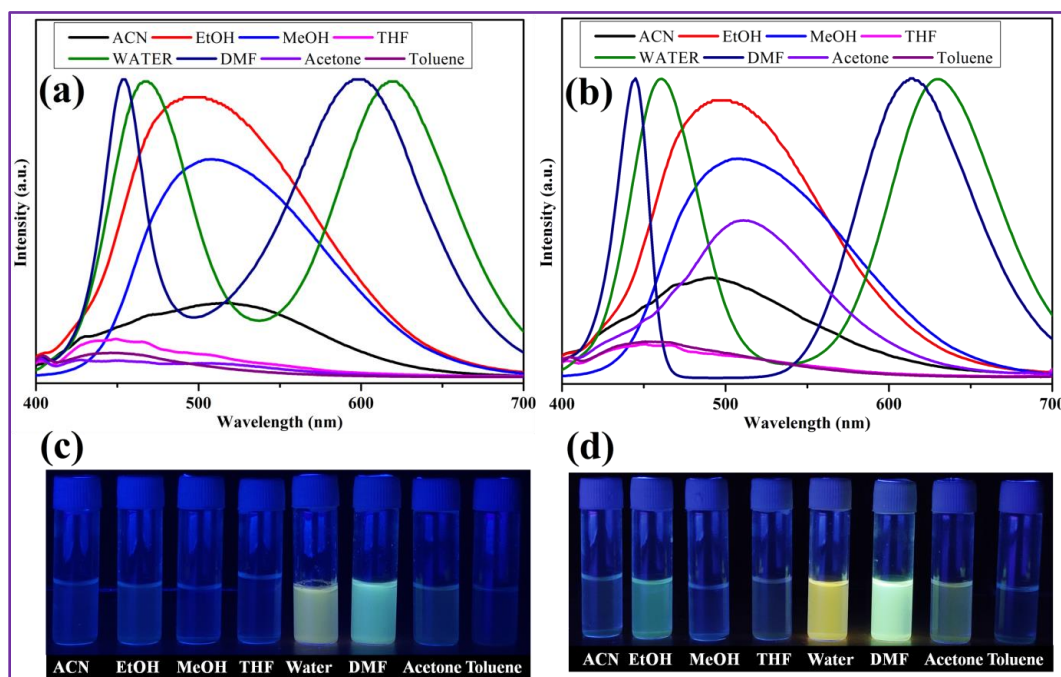 (a)
ACN EtOH MeOH THF
WATER DMF Acetone Toluene
Intensity (a.u.)
400 500 600 700
Wavelength (nm)
(b)
ACN EtOH MeOH THF
WATER DMF Acetone Toluene
Intensity (a.u.)
400 500 600 700
Wavelength (nm)
(c)
ACN EtOH MeOH THF Water DMF Acetone Toluene
(d)
ACN EtOH MeOH THF Water DMF Acetone Toluene